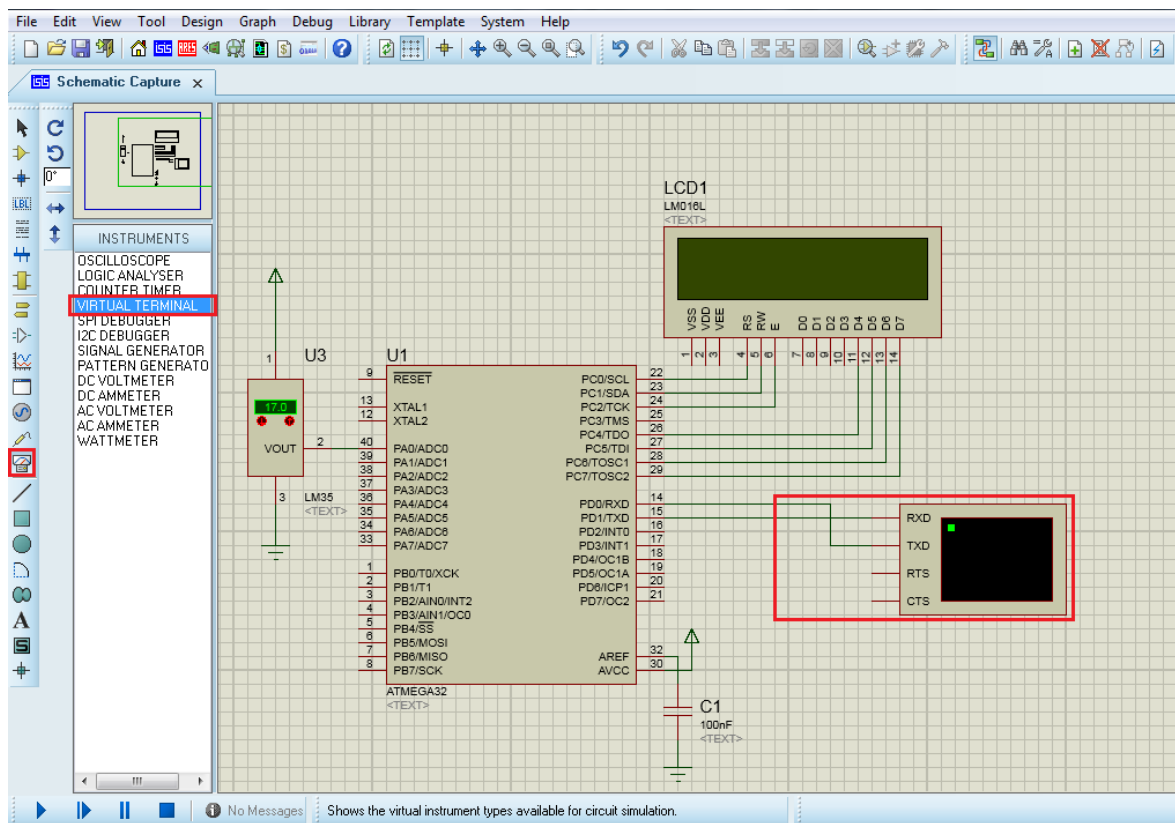 File Edit View Tool Design Graph Debug Library Template System Help
Schematic Capture x
0°
LBL
INSTRUMENTS
OSCILLOSCOPE
LOGIC ANALYSER
COUNTER TIMER
VIRTUAL TERMINAL
SPI DEBUGGER
I2C DEBUGGER
SIGNAL GENERATOR
PATTERN GENERATO
DC VOLTMETER
DC AMMETER
AC VOLTMETER
AC AMMETER
WATTMETER
A
S
LCD1
LM016L
<TEXT>
VSS VDD VEE RS RW E D0 D1 D2 D3 D4 D5 D6 D7
1 2 3 4 5 6 7 8 9 10 11 12 13 14
U3
1
17.0
VOUT 2
3
LM35
<TEXT>
U1
9 RESET
13 XTAL1
12 XTAL2
40 PA0/ADC0
39 PA1/ADC1
38 PA2/ADC2
37 PA3/ADC3
36 PA4/ADC4
35 PA5/ADC5
34 PA6/ADC6
33 PA7/ADC7
1 PB0/T0/XCK
2 PB1/T1
3 PB2/AIN0/INT2
4 PB3/AIN1/OC0
5 PB4/SS
6 PB5/MOSI
7 PB6/MISO
8 PB7/SCK
PC0/SCL 22
PC1/SDA 23
PC2/TCK 24
PC3/TMS 25
PC4/TDO 26
PC5/TDI 27
PC6/TOSC1 28
PC7/TOSC2 29
PD0/RXD 14
PD1/TXD 15
PD2/INT0 16
PD3/INT1 17
PD4/OC1B 18
PD5/OC1A 19
PD6/ICP1 20
PD7/OC2 21
AREF 32
AVCC 30
ATMEGA32
<TEXT>
RXD
TXD
RTS
CTS
C1
100nF
<TEXT>
No Messages Shows the virtual instrument types available for circuit simulation.